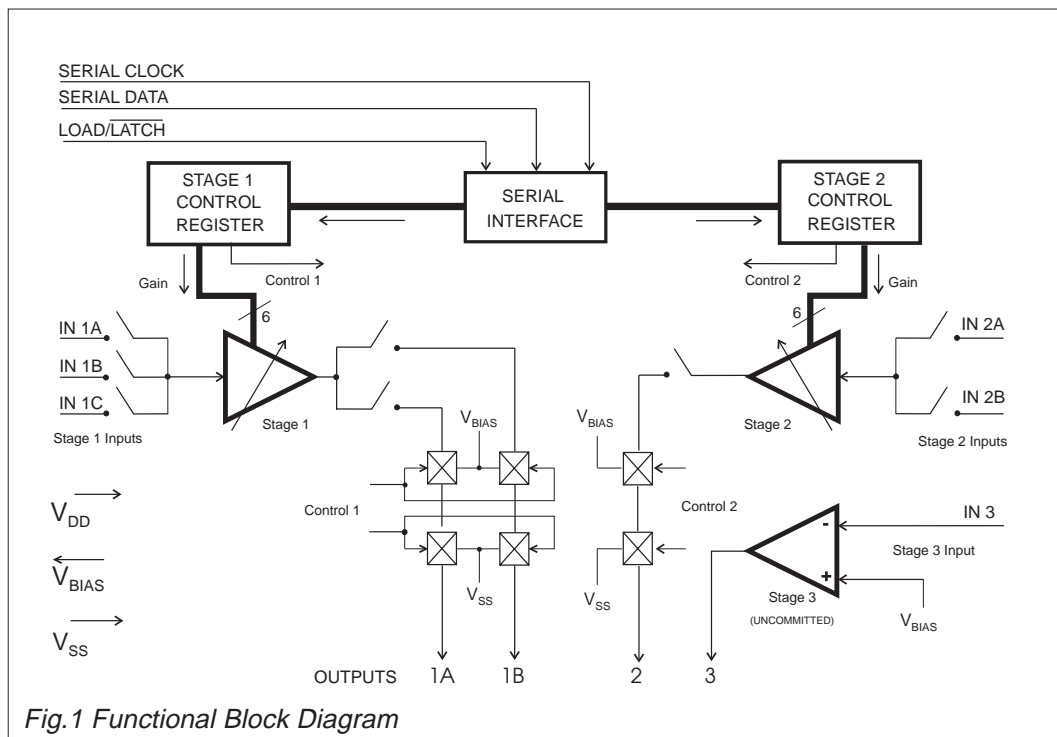 SERIAL CLOCK
SERIAL DATA
LOAD/LATCH
STAGE 1
CONTROL
REGISTER
SERIAL
INTERFACE
STAGE 2
CONTROL
REGISTER
Gain
Control 1
Control 2
Gain
6
6
IN 1A
IN 1B
IN 1C
Stage 1 Inputs
Stage 1
IN 2A
IN 2B
Stage 2
Stage 2 Inputs
VBIAS
VBIAS
Control 1
Control 2
VSS
VSS
VDD
VBIAS
VSS
IN 3
Stage 3 Input
-
+
Stage 3
(UNCOMMITTED)
VBIAS
OUTPUTS 1A 1B 2 3
Fig.1 Functional Block Diagram